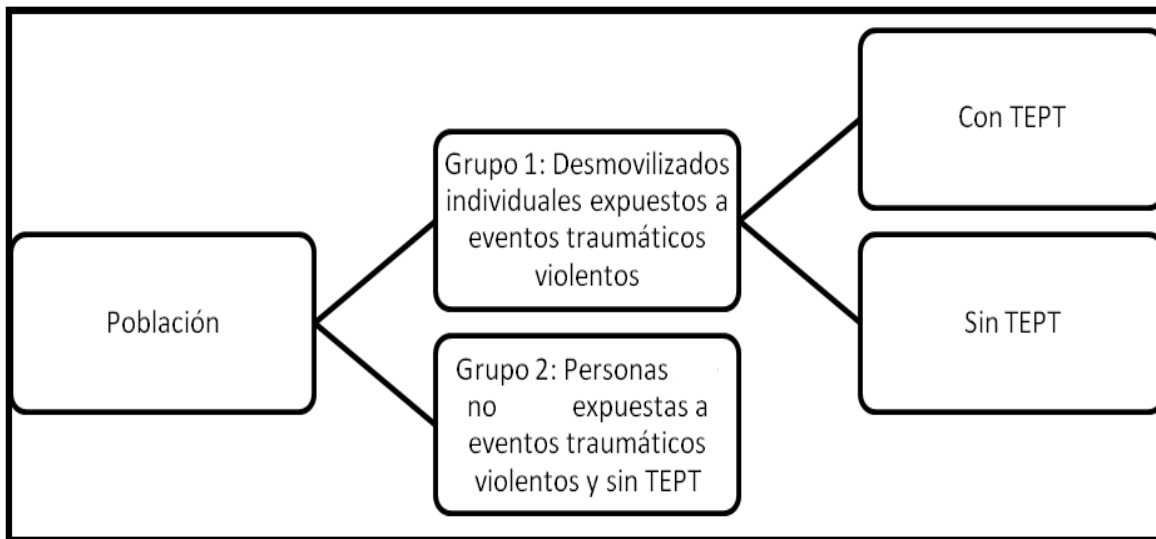 Población
Grupo 1: Desmovilizados
individuales expuestos a
eventos traumáticos
violentos
Grupo 2: Personas
no expuestas a
eventos traumáticos
violentos y sin TEPT
Con TEPT
Sin TEPT